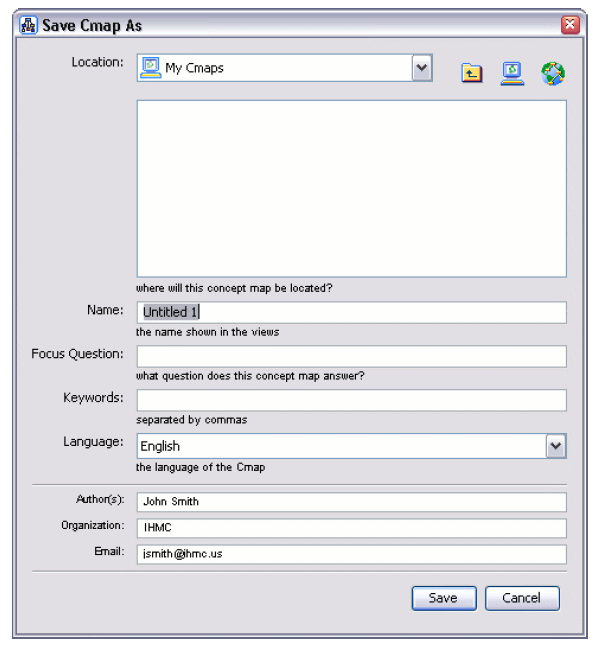 Save Cmap As
Location: My Cmaps
where will this concept map be located?
Name: Untitled 1
the name shown in the views
Focus Question:
what question does this concept map answer?
Keywords:
separated by commas
Language: English
the language of the Cmap
Author(s): John Smith
Organization: IHMC
Email: jsmith@ihmc.us
Save Cancel